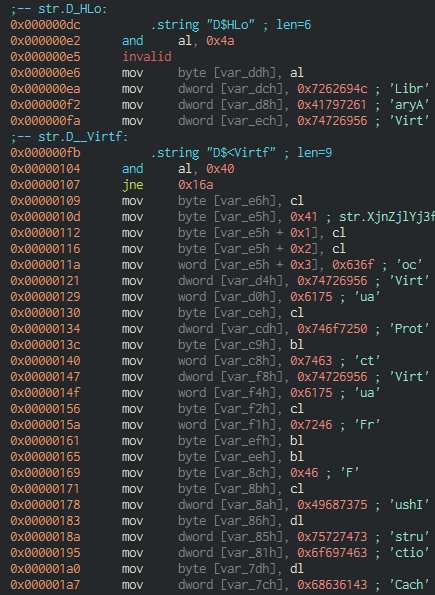 ;-- str.D_HLo:
0x000000dc .string "D$HLo" ; len=6
0x000000e2 and al, 0x4a
0x000000e5 invalid
0x000000e6 mov byte [var_ddh], al
0x000000ea mov dword [var_dch], 0x7262694c ; 'Libr'
0x000000f2 mov dword [var_d8h], 0x41797261 ; 'aryA'
0x000000fa mov dword [var_ech], 0x74726956 ; 'Virt'
;-- str.D__Virtf:
0x000000fb .string "D$<Virtf" ; len=9
0x00000104 and al, 0x40
0x00000107 jne 0x16a
0x00000109 mov byte [var_e6h], cl
0x0000010d mov byte [var_e5h], 0x41 ; str.XjnZjlYj3f
0x00000112 mov byte [var_e5h + 0x1], cl
0x00000116 mov byte [var_e5h + 0x2], cl
0x0000011a mov word [var_e5h + 0x3], 0x636f ; 'oc'
0x00000121 mov dword [var_d4h], 0x74726956 ; 'Virt'
0x00000129 mov word [var_d0h], 0x6175 ; 'ua'
0x00000130 mov byte [var_ceh], cl
0x00000134 mov dword [var_cdh], 0x746f7250 ; 'Prot'
0x0000013c mov byte [var_c9h], bl
0x00000140 mov word [var_c8h], 0x7463 ; 'ct'
0x00000147 mov dword [var_f8h], 0x74726956 ; 'Virt'
0x0000014f mov word [var_f4h], 0x6175 ; 'ua'
0x00000156 mov byte [var_f2h], cl
0x0000015a mov word [var_f1h], 0x7246 ; 'Fr'
0x00000161 mov byte [var_efh], bl
0x00000165 mov byte [var_eeh], bl
0x00000169 mov byte [var_8ch], 0x46 ; 'F'
0x00000171 mov byte [var_8bh], cl
0x00000178 mov dword [var_8ah], 0x49687375 ; 'ushI'
0x00000183 mov byte [var_86h], dl
0x0000018a mov dword [var_85h], 0x75727473 ; 'stru'
0x00000195 mov dword [var_81h], 0x6f697463 ; 'ctio'
0x000001a0 mov byte [var_7dh], dl
0x000001a7 mov dword [var_7ch], 0x68636143 ; 'Cach'